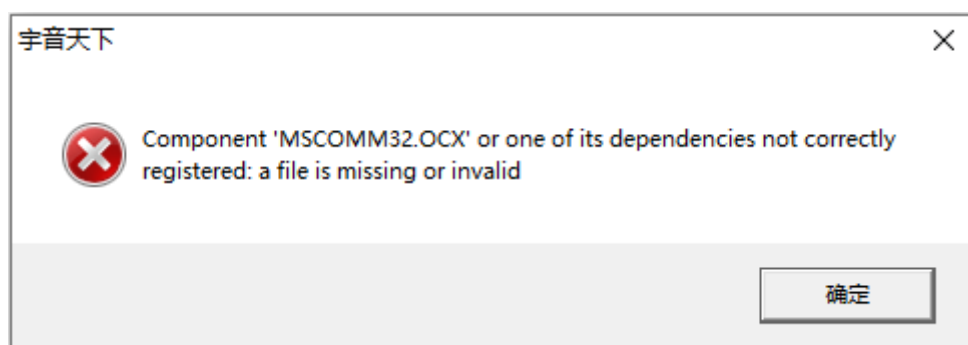 宇音天下
Component 'MSCOMM32.OCX' or one of its dependencies not correctly
registered: a file is missing or invalid
确定